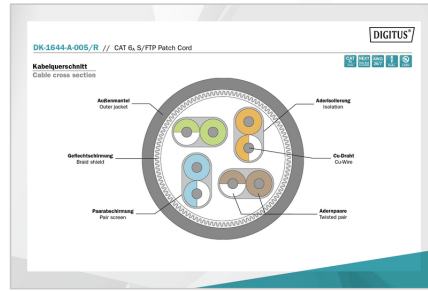 DIGITUS®
DK-1644-A-005/R // CAT 6A S/FTP Patch Cord
Kabelquerschnitt
Cable cross section
Außenmantel
Outer jacket
Aderisolierung
Isolation
Geflechtschirmung
Braid shield
Cu-Draht
Cu-Wire
Paarabschirmung
Pair screen
Adernpaare
Twisted pair